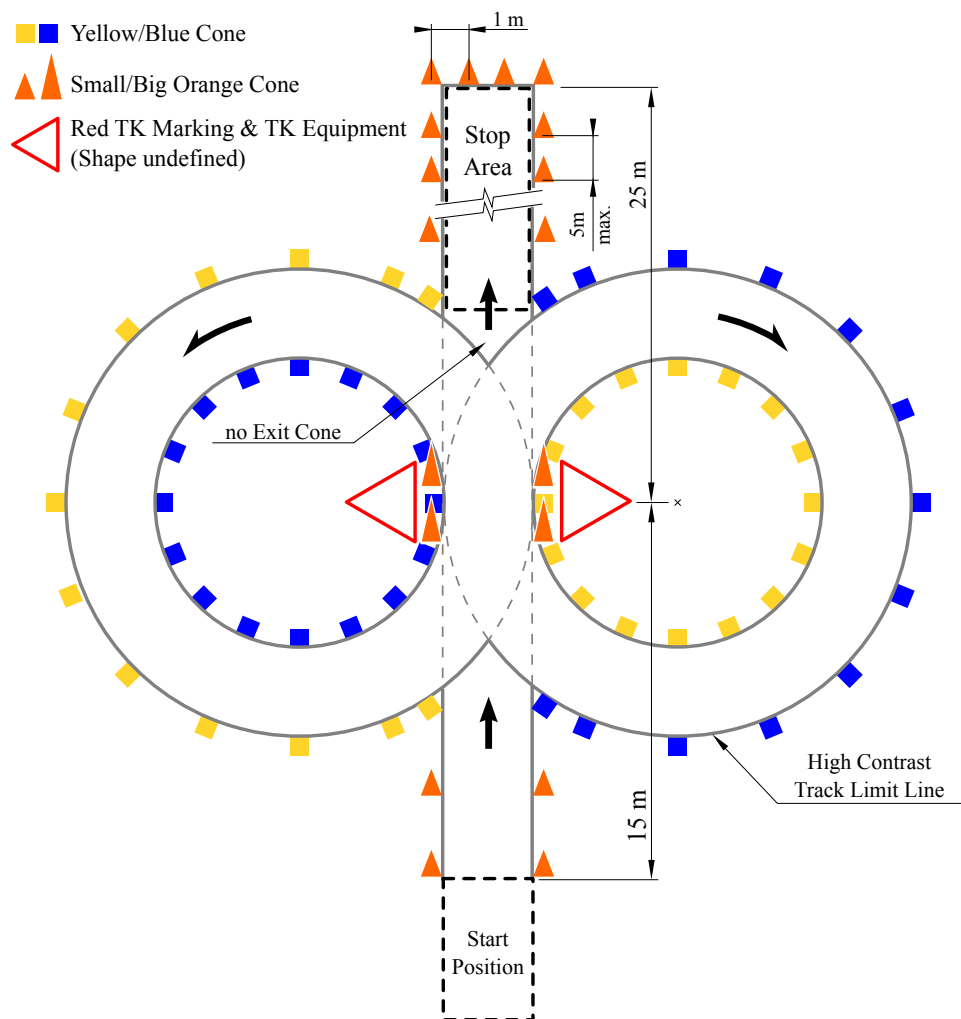 1 m
Yellow/Blue Cone
Small/Big Orange Cone
Red TK Marking & TK Equipment
(Shape undefined)
Stop
Area
25 m
5m
max.
no Exit Cone
High Contrast
Track Limit Line
15 m
Start
Position